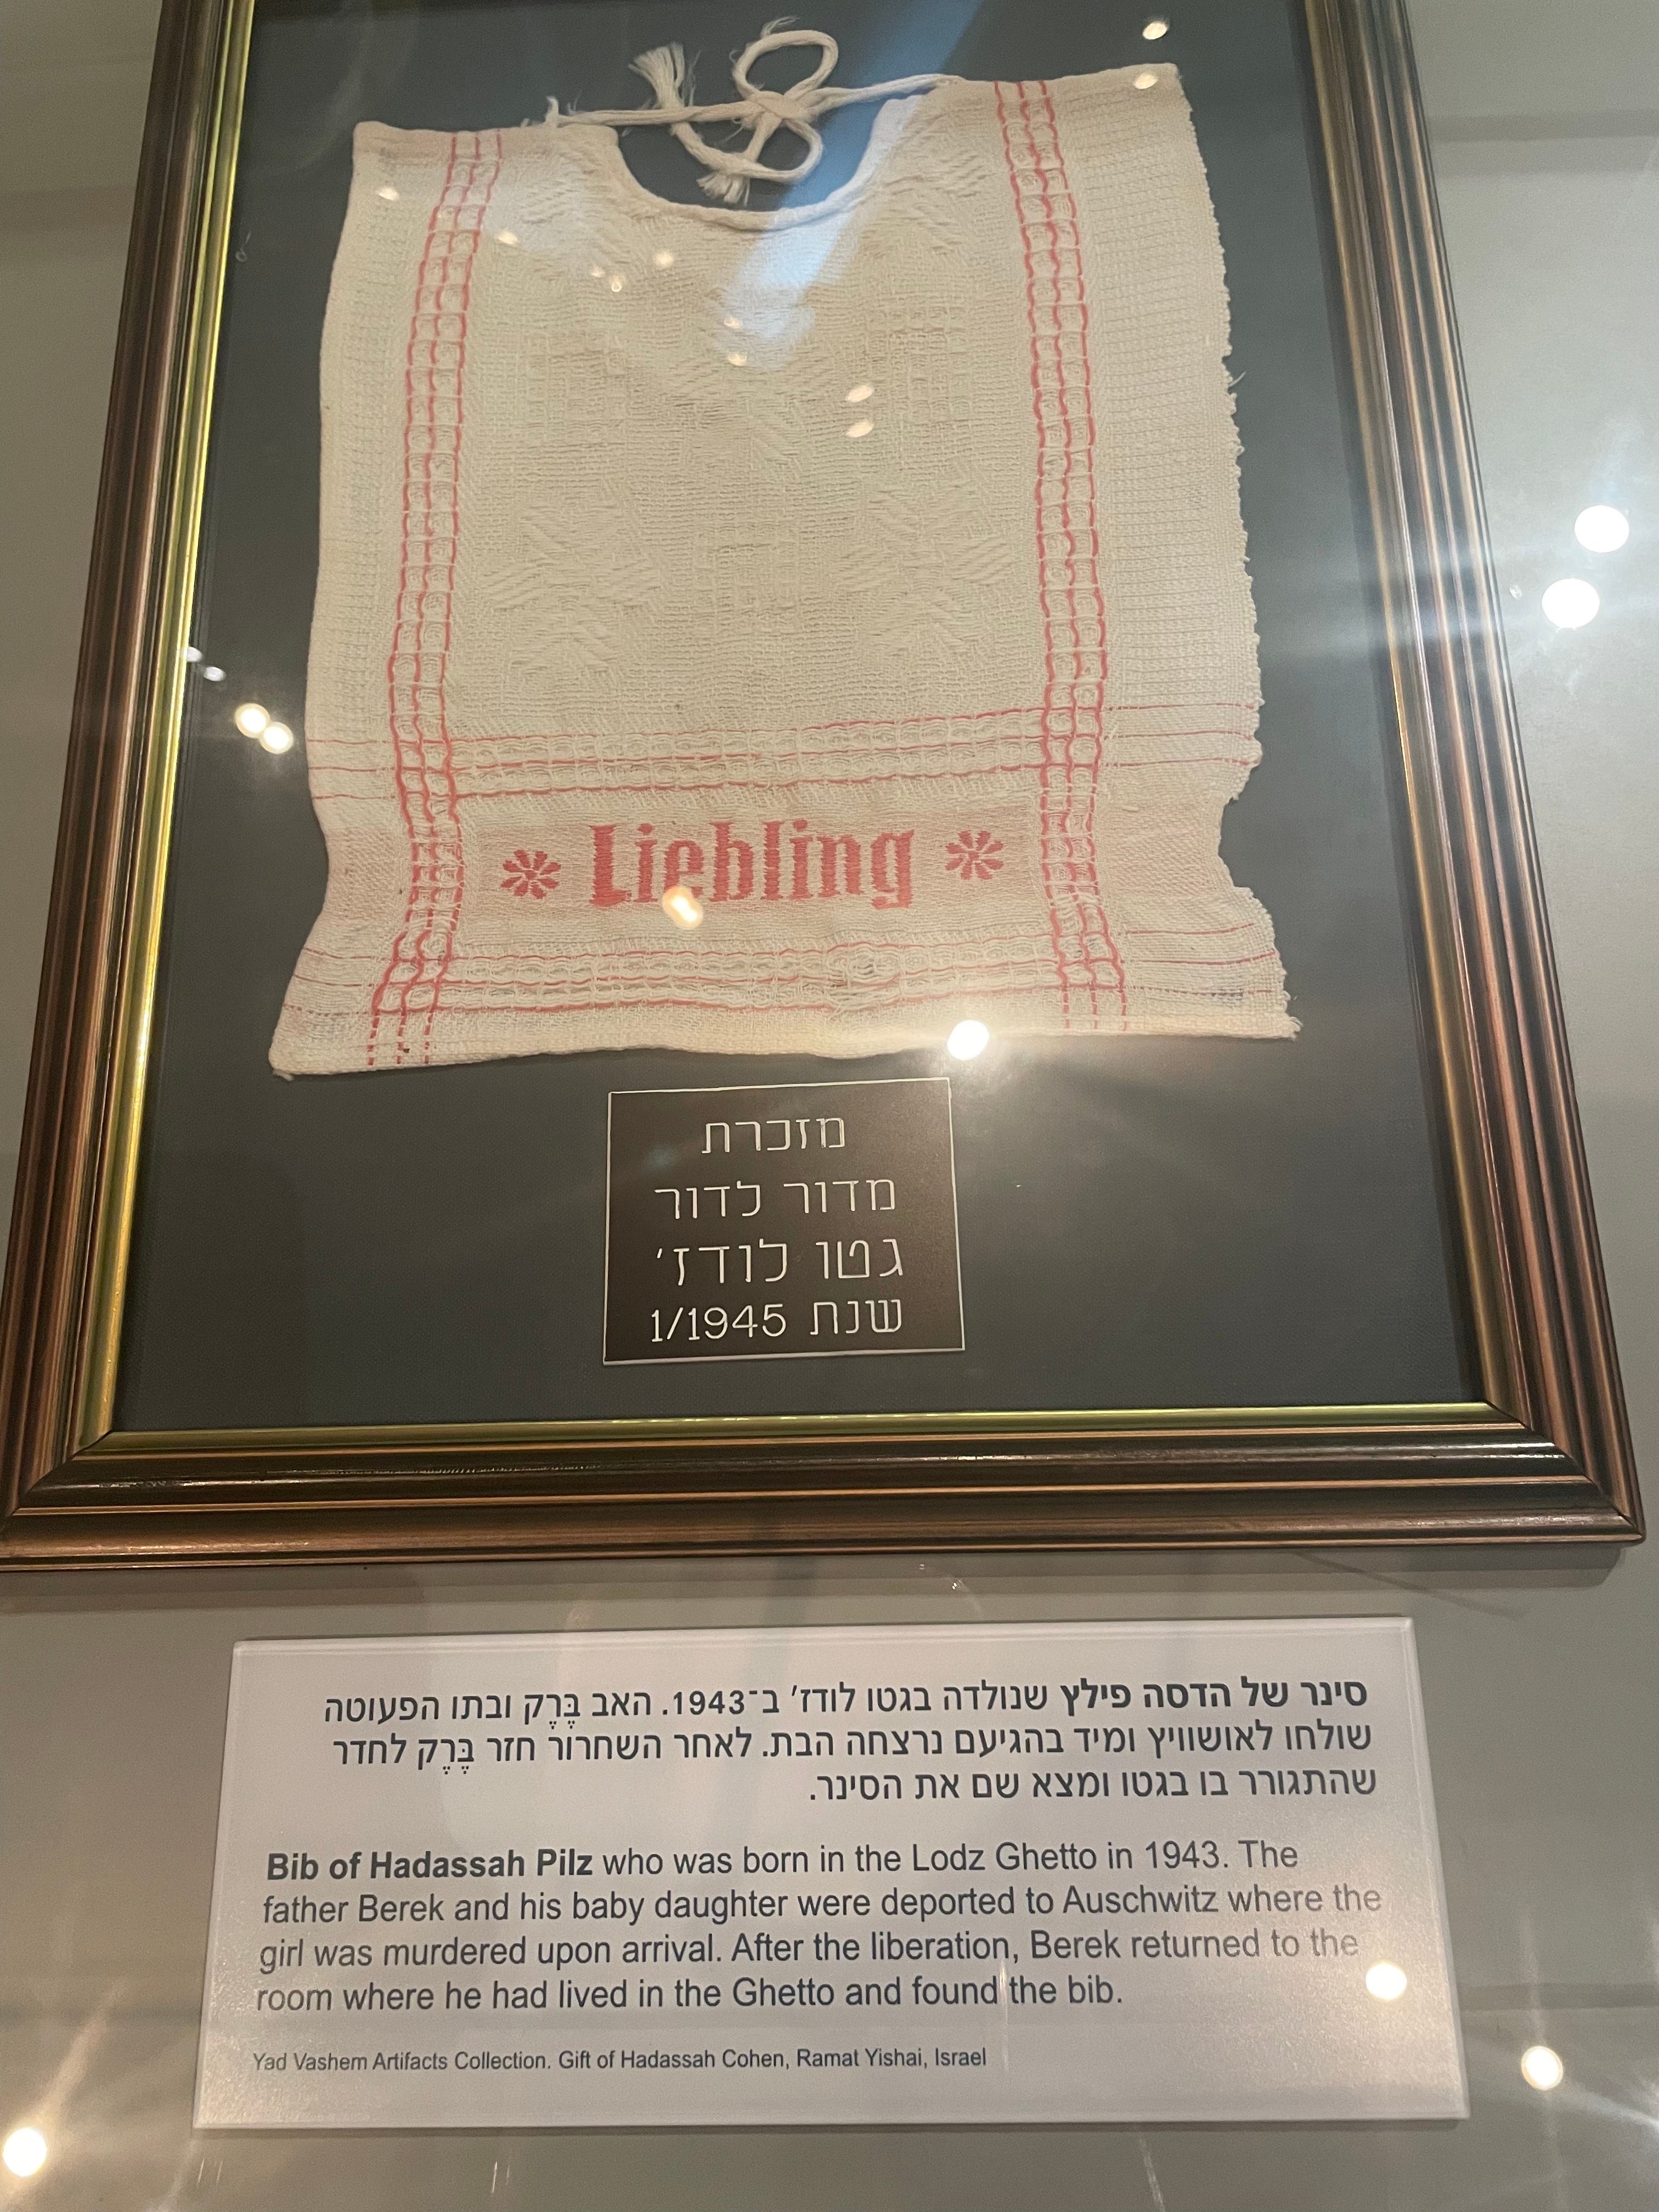 Liebling
מזכרת
מדור לדור
גטו לודז'
שנת 1/1945
סינר של הדסה פילץ שנולדה בגטו לודז' ב־1943. האב בֶּרֶק ובתו הפעוטה
שולחו לאושוויץ ומיד בהגיעם נרצחה הבת. לאחר השחרור חזר בֶּרֶק לחדר
שהתגורר בו בגטו ומצא שם את הסינר.
Bib of Hadassah Pilz who was born in the Lodz Ghetto in 1943. The
father Berek and his baby daughter were deported to Auschwitz where the
girl was murdered upon arrival. After the liberation, Berek returned to the
room where he had lived in the Ghetto and found the bib.
Yad Vashem Artifacts Collection. Gift of Hadassah Cohen, Ramat Yishai, Israel